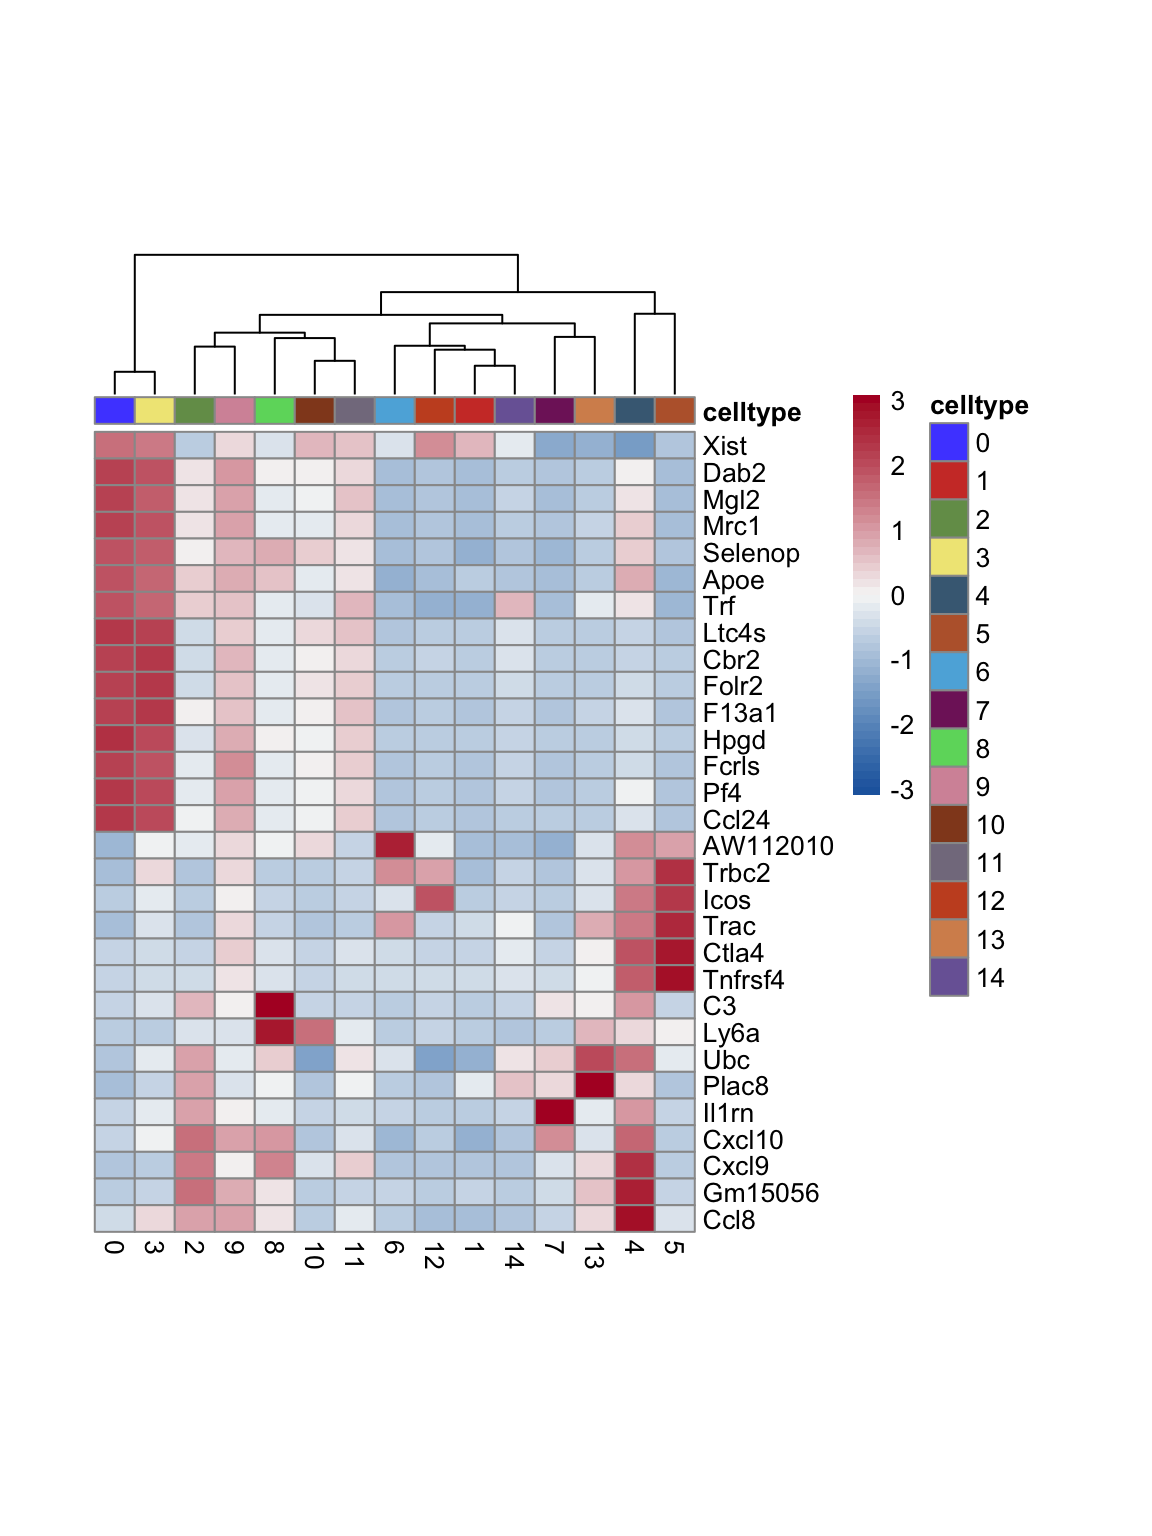 celltype
Xist
Dab2
Mgl2
Mrc1
Selenop
Apoe
Trf
Ltc4s
Cbr2
Folr2
F13a1
Hpgd
Fcrls
Pf4
Ccl24
AW112010
Trbc2
Icos
Trac
Ctla4
Tnfrsf4
C3
Ly6a
Ubc
Plac8
Il1rn
Cxcl10
Cxcl9
Gm15056
Ccl8
0 3 2 9 8 10 11 6 12 1 14 7 13 4 5
3
2
1
0
-1
-2
-3
celltype
0
1
2
3
4
5
6
7
8
9
10
11
12
13
14